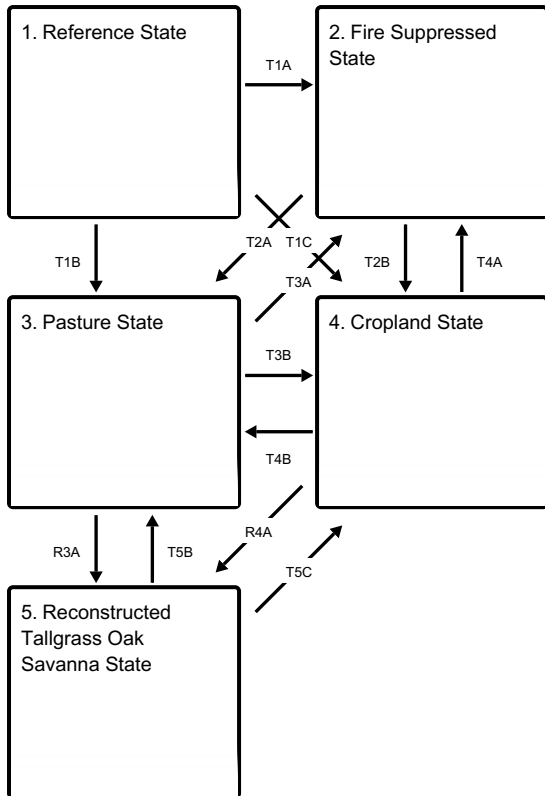 1. Reference State
2. Fire Suppressed
State
T1A
T1B
T2A
T1C
T3A
T2B
T4A
3. Pasture State
4. Cropland State
T3B
T4B
R3A
T5B
R4A
T5C
5. Reconstructed
Tallgrass Oak
Savanna State